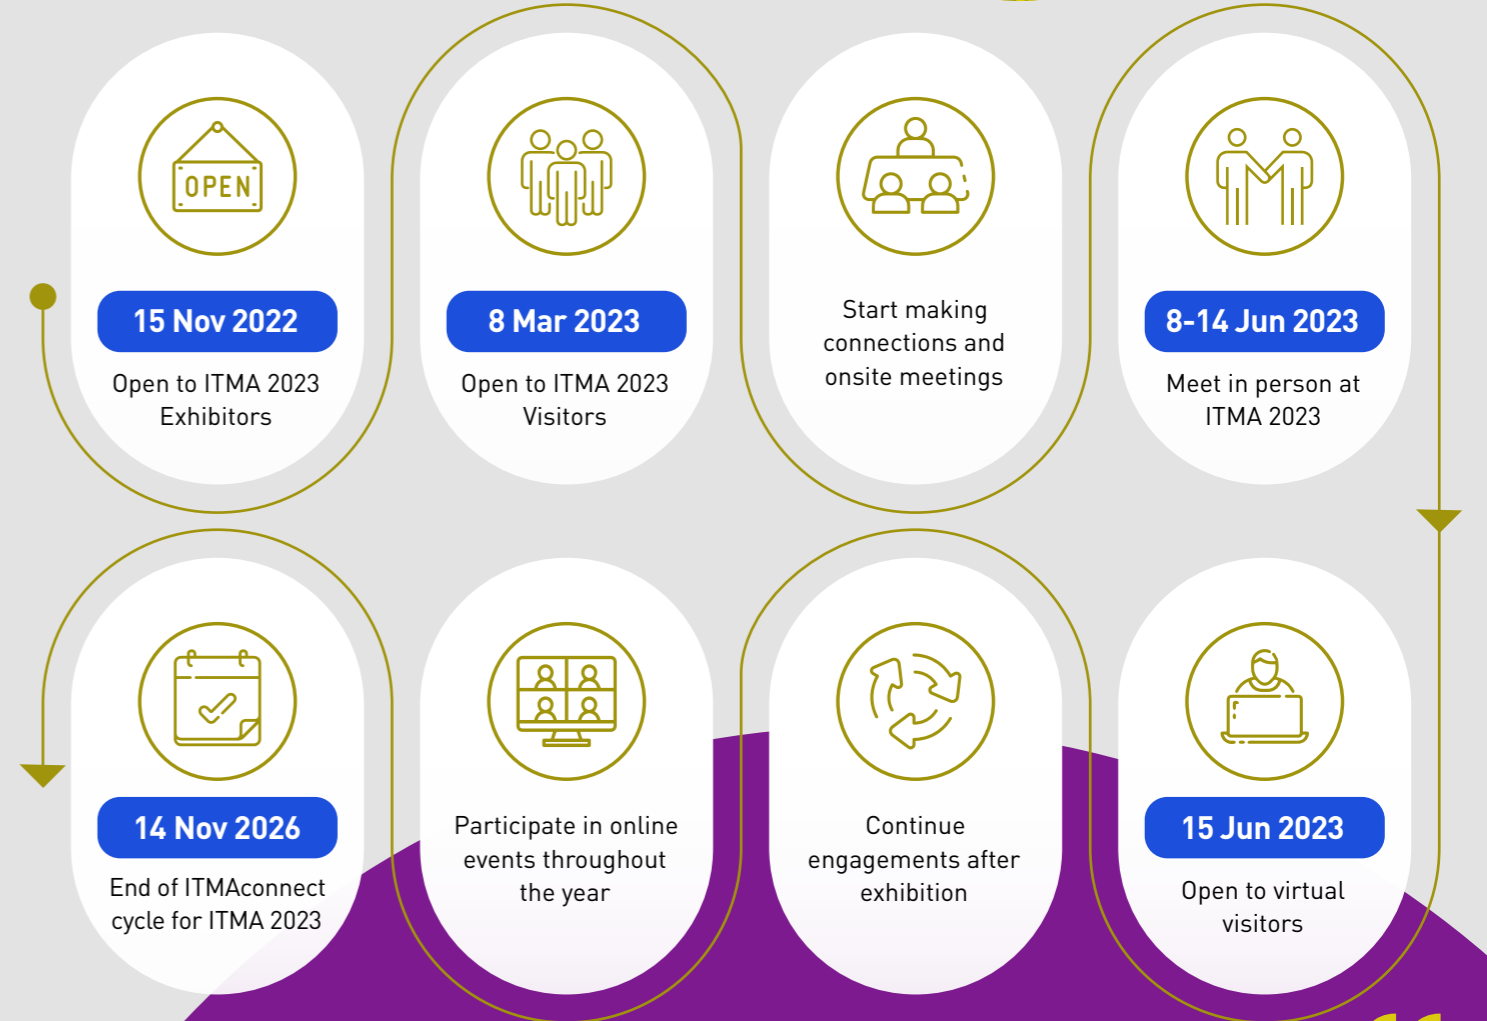 OPEN
15 Nov 2022
Open to ITMA 2023
Exhibitors
8 Mar 2023
Open to ITMA 2023
Visitors
Start making
connections and
onsite meetings
8-14 Jun 2023
Meet in person at
ITMA 2023
15 Jun 2023
Open to virtual
visitors
Continue
engagements after
exhibition
Participate in online
events throughout
the year
14 Nov 2026
End of ITMAconnect
cycle for ITMA 2023